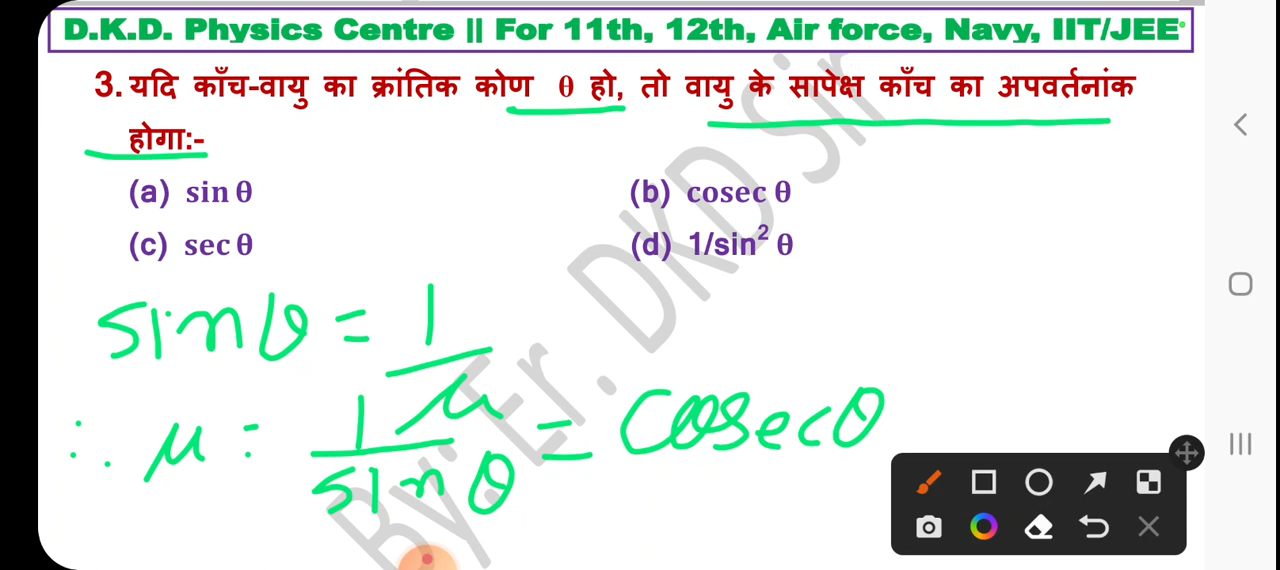 D.K.D. Physics Centre || For 11th, 12th, Air force, Navy, IIT/JEE
3. यदि काँच-वायु का क्रांतिक कोण θ हो, तो वायु के सापेक्ष काँच का अपवर्तनांक
होगा:-
(a) sin θ (b) cosec θ
(c) sec θ (d) 1/sin² θ
sinθ = 1/μ
∴ μ = 1/sinθ = cosecθ
By: Er. DKD Sir